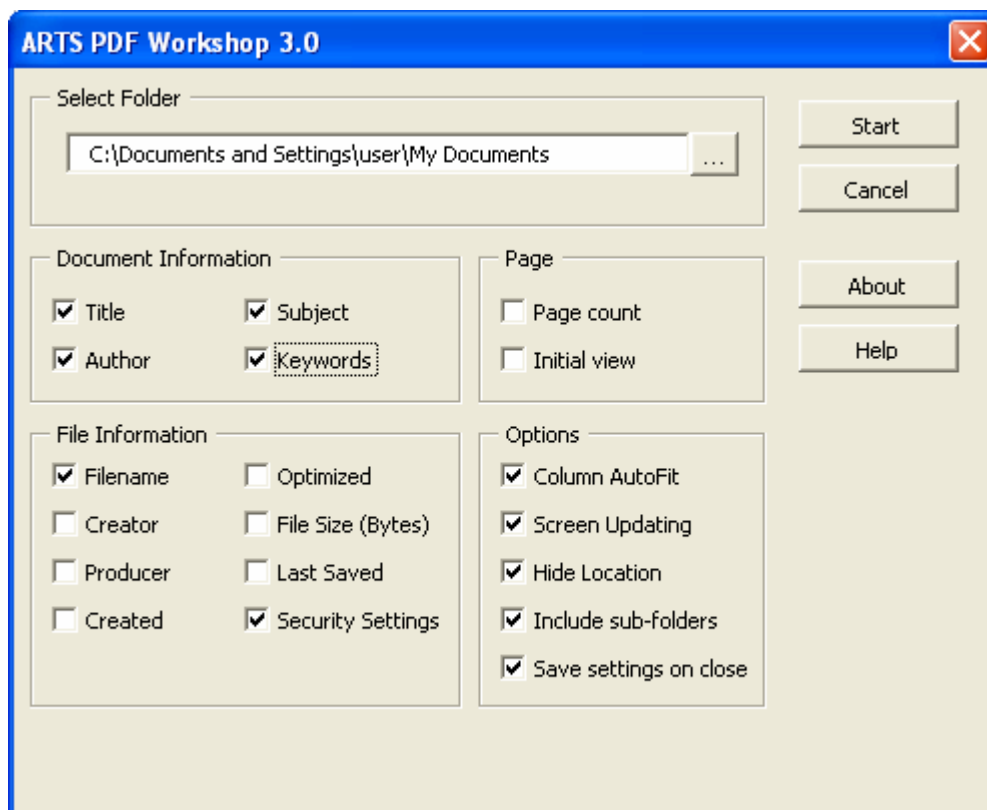 ARTS PDF Workshop 3.0
Select Folder
C:\Documents and Settings\user\My Documents
...
Start
Cancel
About
Help
Document Information
Title
Subject
Author
Keywords
Page
Page count
Initial view
File Information
Filename
Optimized
Creator
File Size (Bytes)
Producer
Last Saved
Created
Security Settings
Options
Column AutoFit
Screen Updating
Hide Location
Include sub-folders
Save settings on close